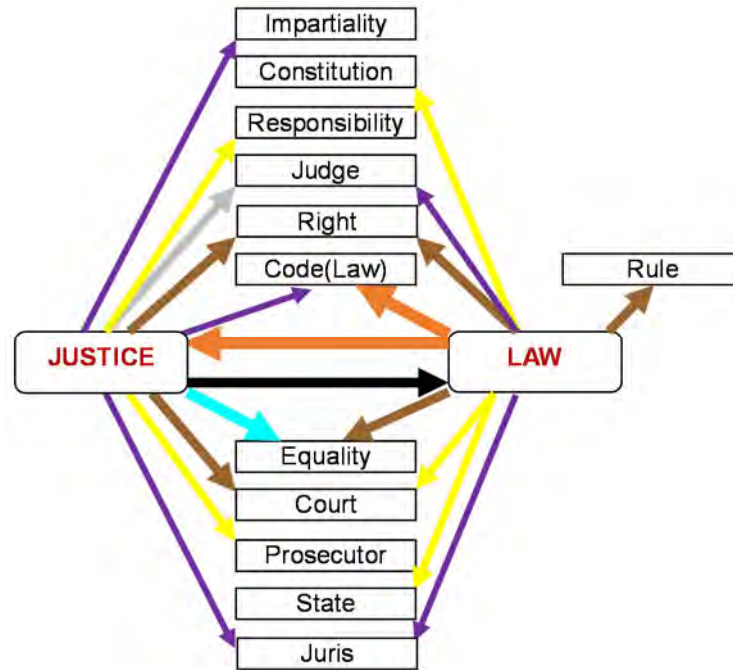 Impartiality
Constitution
Responsibility
Judge
Right
Code(Law)
Rule
JUSTICE
LAW
Equality
Court
Prosecutor
State
Juris